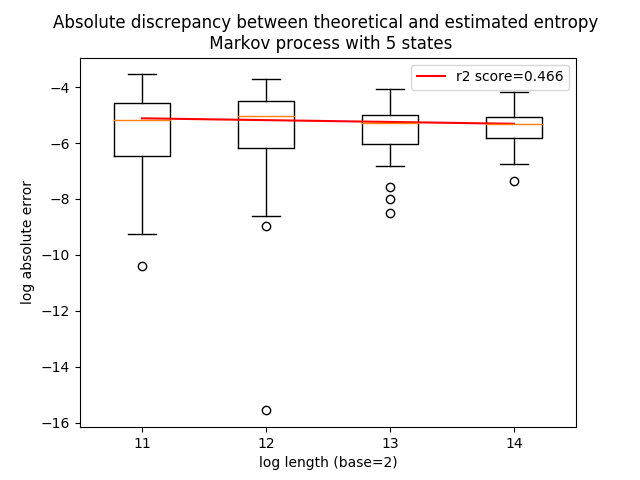 Absolute discrepancy between theoretical and estimated entropy
Markov process with 5 states
r2 score=0.466
log absolute error
−4
−6
−8
−10
−12
−14
−16
11 12 13 14
log length (base=2)